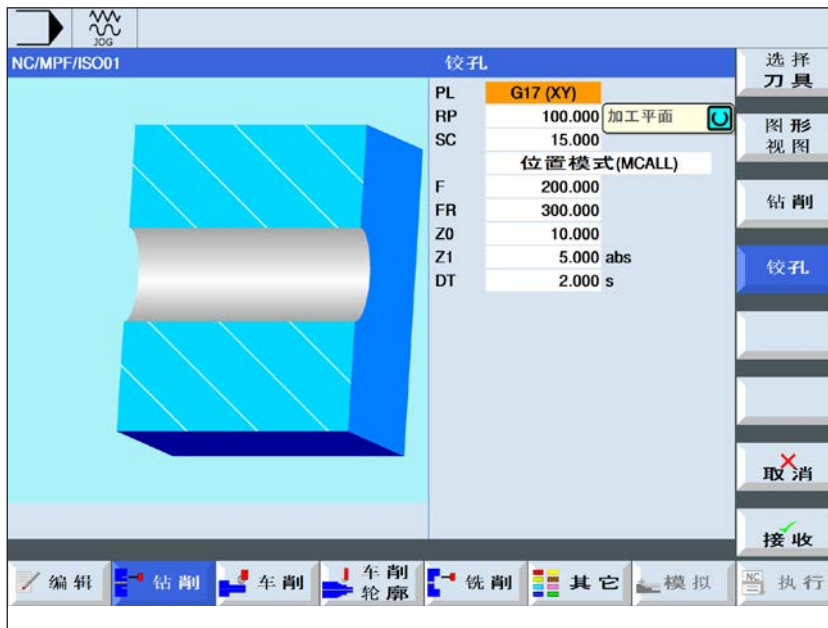 JOG
NC/MPF/ISO01
铰孔
PL G17 (XY)
RP 100.000
加工平面
SC 15.000
位置模式(MCALL)
F 200.000
FR 300.000
Z0 10.000
Z1 5.000 abs
DT 2.000 s
选择
刀具
图形
视图
钻削
铰孔
取消
接收
编辑
钻削
车削
车削
轮廓
铣削
其它
模拟
NC
执行